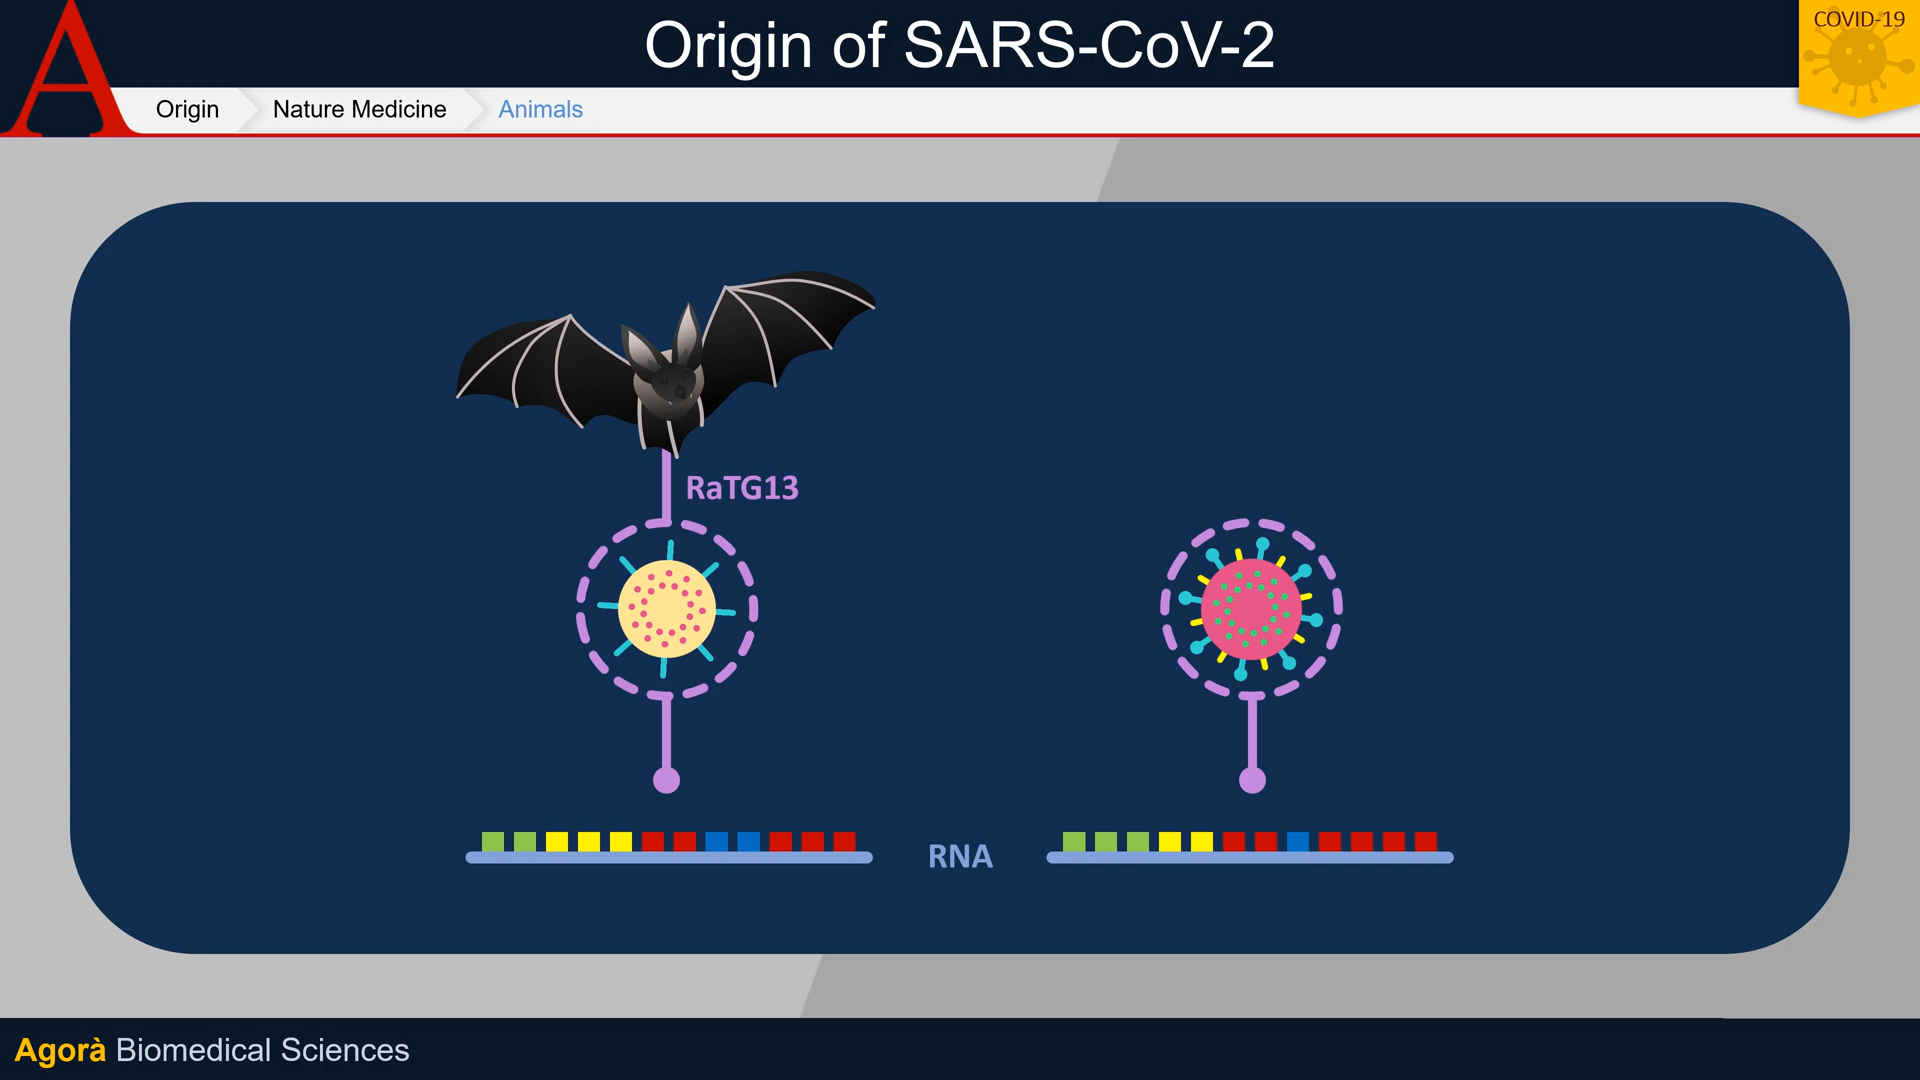 Origin of SARS-CoV-2
COVID-19
A
Origin
Nature Medicine
Animals
RaTG13
RNA
Agorà Biomedical Sciences